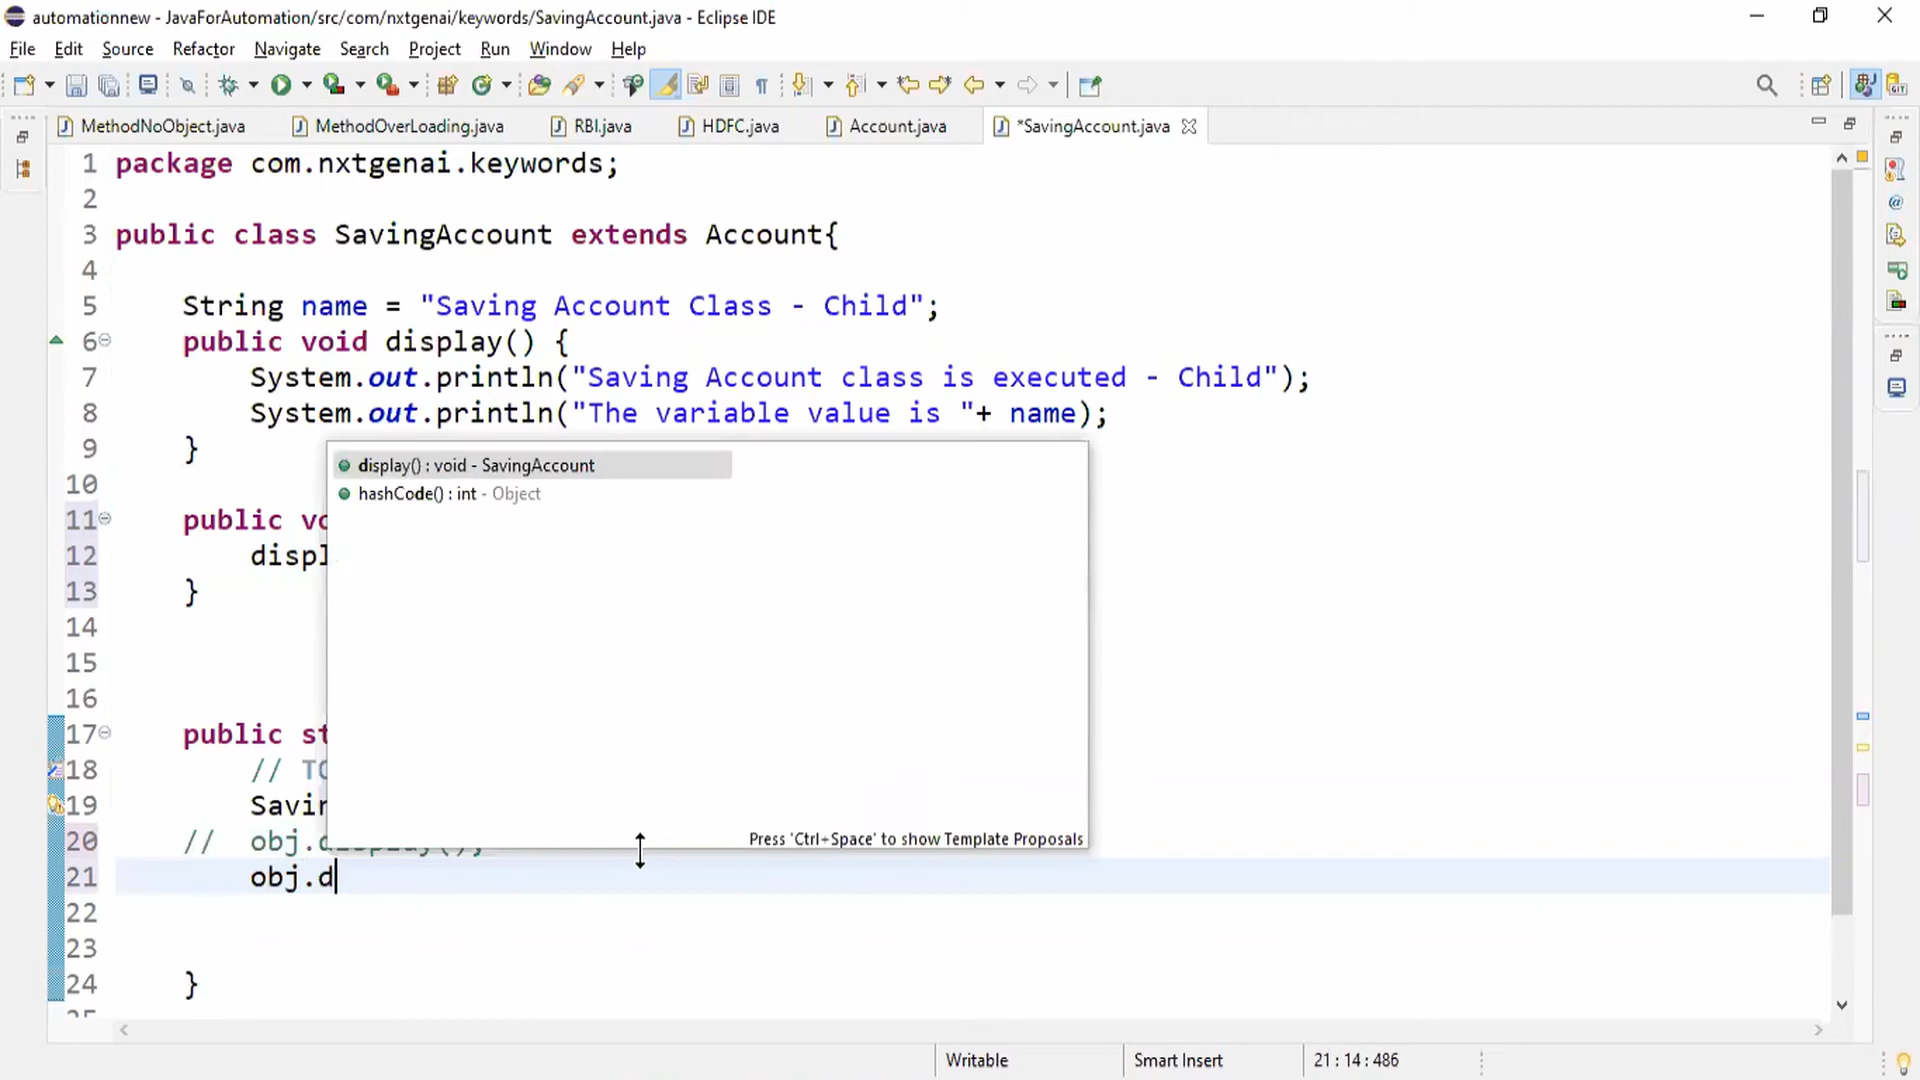 automationnew - JavaForAutomation/src/com/nxtgenai/keywords/SavingAccount.java - Eclipse IDE
File Edit Source Refactor Navigate Search Project Run Window Help
MethodNoObject.java MethodOverLoading.java RBI.java HDFC.java Account.java *SavingAccount.java
1 package com.nxtgenai.keywords;
2
3 public class SavingAccount extends Account{
4
5 String name = "Saving Account Class - Child";
6 public void display() {
7 System.out.println("Saving Account class is executed - Child");
8 System.out.println("The variable value is "+ name);
9 }
display() : void - SavingAccount
10
hashCode() : int - Object
11 public vo
12 displ
13 }
14
15
16
17 public st
18 // TO
19 Savin
20 // obj.display();
Press 'Ctrl+Space' to show Template Proposals
21 obj.d
22
23
24 }
25
Writable Smart Insert 21 : 14 : 486